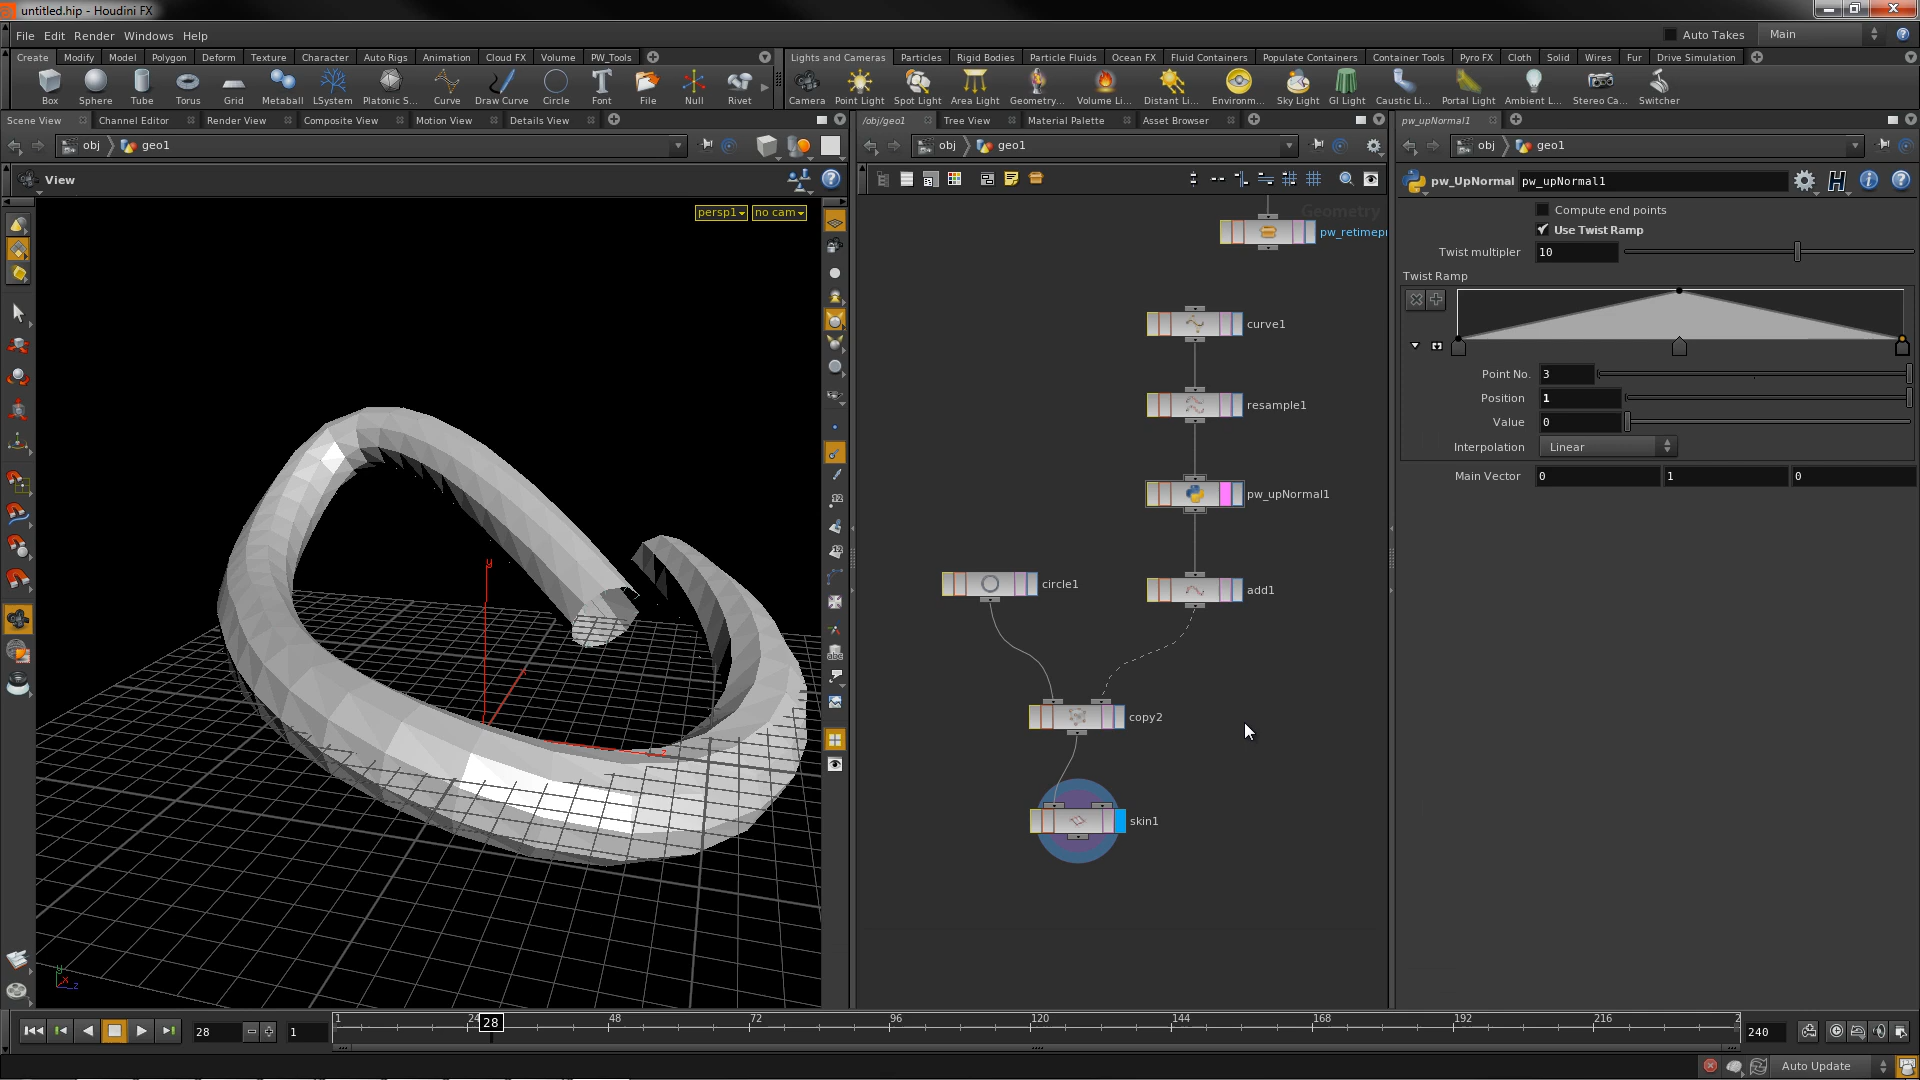 untitled.hip - Houdini FX
File Edit Render Windows Help
Auto Takes Main
Create Modify Model Polygon Deform Texture Character Auto Rigs Animation Cloud FX Volume PW_Tools
Lights and Cameras Particles Rigid Bodies Particle Fluids Ocean FX Fluid Containers Populate Containers Container Tools Pyro FX Cloth Solid Wires Fur Drive Simulation
Box Sphere Tube Torus Grid Metaball LSystem Platonic S... Curve Draw Curve Circle Font File Null Rivet
Camera Point Light Spot Light Area Light Geometry... Volume Li... Distant Li... Environm... Sky Light GI Light Caustic Li... Portal Light Ambient L... Stereo Ca... Switcher
Scene View Channel Editor Render View Composite View Motion View Details View
/obj/geo1 Tree View Material Palette Asset Browser
pw_upNormal1
obj geo1
obj geo1
obj geo1
View
persp1 no cam
Geometry
pw_retimepr
curve1
resample1
pw_upNormal1
circle1
add1
copy2
skin1
pw_UpNormal pw_upNormal1
Compute end points
Use Twist Ramp
Twist multiplier 10
Twist Ramp
Point No. 3
Position 1
Value 0
Interpolation Linear
Main Vector 0 1 0
y
z
y
x
z
abc
28 1
1 24 28 48 72 96 120 144 168 192 216 2
240
Auto Update